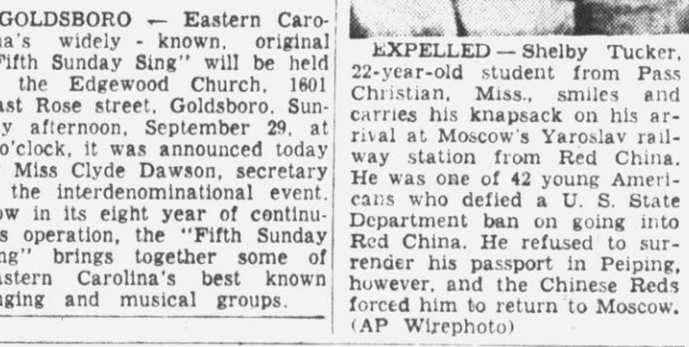 GOLDSBORO — Eastern Caro-
na's widely - known, original
Fifth Sunday Sing" will be held
the Edgewood Church, 1601
ast Rose street, Goldsboro, Sun-
y afternoon, September 29, at
o'clock, it was announced today
Miss Clyde Dawson, secretary
the interdenominational event.
ow in its eight year of continu-
s operation, the "Fifth Sunday
ng" brings together some of
astern Carolina's best known
nging and musical groups.
EXPELLED — Shelby Tucker,
22-year-old student from Pass
Christian, Miss., smiles and
carries his knapsack on his ar-
rival at Moscow's Yaroslav rail-
way station from Red China.
He was one of 42 young Ameri-
cans who defied a U. S. State
Department ban on going into
Red China. He refused to sur-
render his passport in Peiping,
however, and the Chinese Reds
forced him to return to Moscow.
(AP Wirephoto)